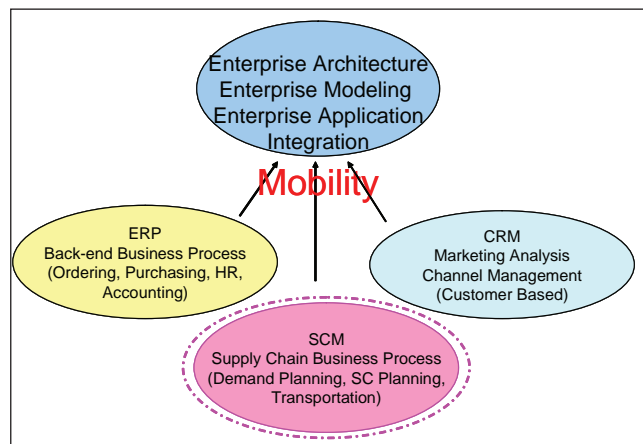 Enterprise Architecture
Enterprise Modeling
Enterprise Application
Integration
Mobility
ERP
Back-end Business Process
(Ordering, Purchasing, HR,
Accounting)
CRM
Marketing Analysis
Channel Management
(Customer Based)
SCM
Supply Chain Business Process
(Demand Planning, SC Planning,
Transportation)